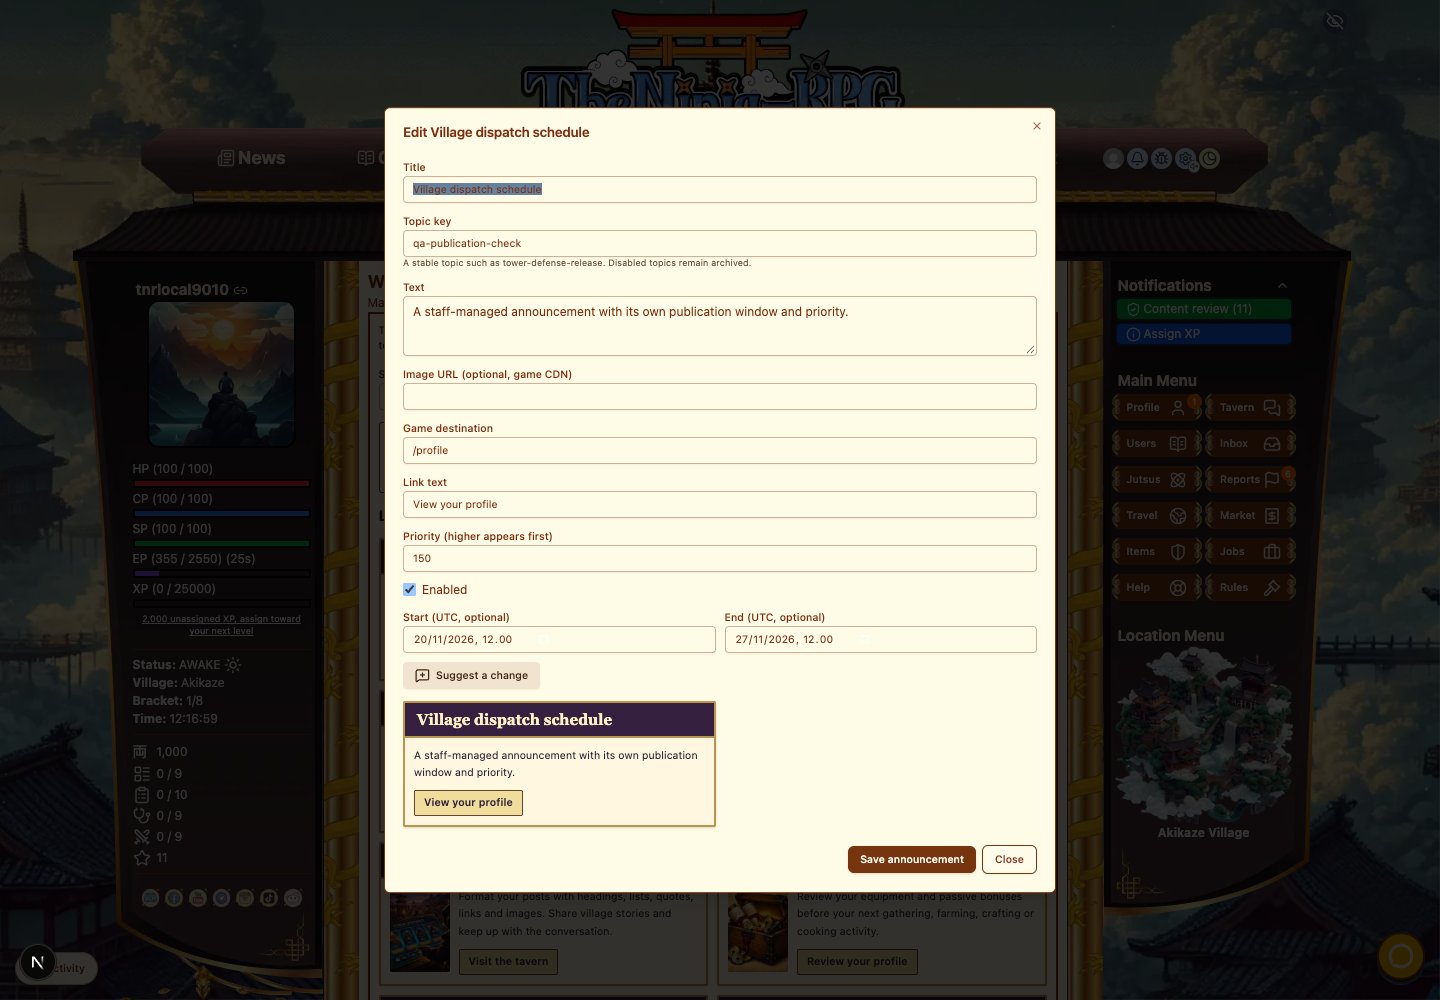 TheNinja-RPG
News
Edit Village dispatch schedule
Title
Village dispatch schedule
Topic key
qa-publication-check
A stable topic such as tower-defense-release. Disabled topics remain archived.
Text
A staff-managed announcement with its own publication window and priority.
Image URL (optional, game CDN)
Game destination
/profile
Link text
View your profile
Priority (higher appears first)
150
Enabled
Start (UTC, optional)
End (UTC, optional)
20/11/2026, 12.00
27/11/2026, 12.00
Suggest a change
Village dispatch schedule
A staff-managed announcement with its own publication
window and priority.
View your profile
Save announcement
Close
tnrlocal9010
HP (100 / 100)
CP (100 / 100)
SP (100 / 100)
EP (355 / 2550) (25s)
XP (0 / 25000)
2,000 unassigned XP, assign toward
your next level
Status: AWAKE
Village: Akikaze
Bracket: 1/8
Time: 12:16:59
両 1,000
0 / 9
0 / 10
0 / 9
0 / 9
11
Format your posts with headings, lists, quotes,
links and images. Share village stories and
keep up with the conversation.
Visit the tavern
Review your equipment and passive bonuses
before your next gathering, farming, crafting or
cooking activity.
Review your profile
Notifications
Content review (11)
Assign XP
Main Menu
Profile 1
Tavern
Users
Inbox
Jutsus
Reports 6
Travel
Market
Items
Jobs
Help
Rules
Location Menu
Akikaze Village
N